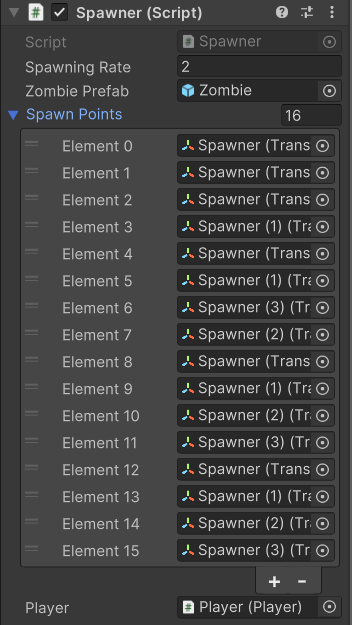 Spawner (Script)
Script Spawner
Spawning Rate 2
Zombie Prefab Zombie
Spawn Points 16
Element 0 Spawner (Trans
Element 1 Spawner (Trans
Element 2 Spawner (Trans
Element 3 Spawner (1) (Tra
Element 4 Spawner (Trans
Element 5 Spawner (1) (Tra
Element 6 Spawner (3) (Tr
Element 7 Spawner (2) (Tr
Element 8 Spawner (Trans
Element 9 Spawner (1) (Tra
Element 10 Spawner (2) (Tr
Element 11 Spawner (3) (Tr
Element 12 Spawner (Trans
Element 13 Spawner (1) (Tra
Element 14 Spawner (2) (Tr
Element 15 Spawner (3) (Tr
+ -
Player Player (Player)